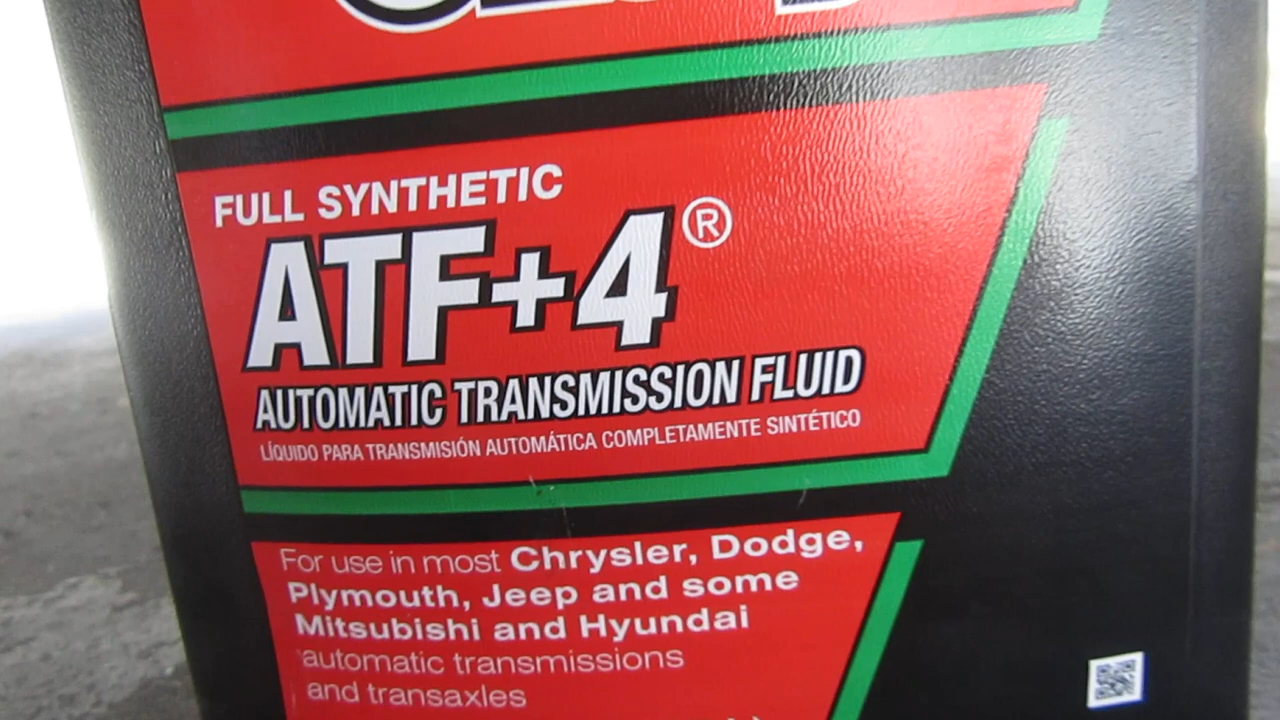 FULL SYNTHETIC
ATF+4®
AUTOMATIC TRANSMISSION FLUID
LÍQUIDO PARA TRANSMISIÓN AUTOMÁTICA COMPLETAMENTE SINTÉTICO
For use in most Chrysler, Dodge,
Plymouth, Jeep and some
Mitsubishi and Hyundai
automatic transmissions
and transaxles